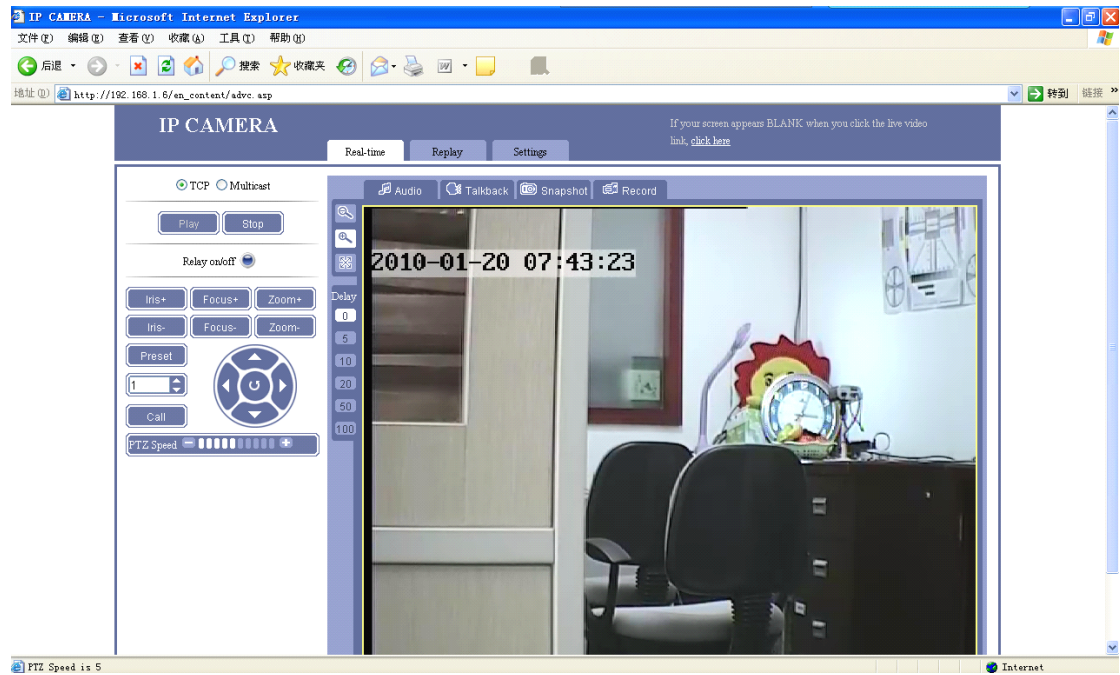 IP CAMERA - Microsoft Internet Explorer
文件(F) 编辑(E) 查看(V) 收藏(A) 工具(T) 帮助(H)
后退 搜索 收藏夹
地址(D) http://192.168.1.6/en_content/advc.asp 转到 链接 »
IP CAMERA
If your screen appears BLANK when you click the live video
link, click here
Real-time Replay Settings
TCP Multicast
Audio Talkback Snapshot Record
Play Stop
Relay on/off
2010-01-20 07:43:23
Iris+ Focus+ Zoom+
Iris- Focus- Zoom-
Preset
1
Call
PTZ Speed
Delay
0
5
10
20
50
100
PTZ Speed is 5
Internet